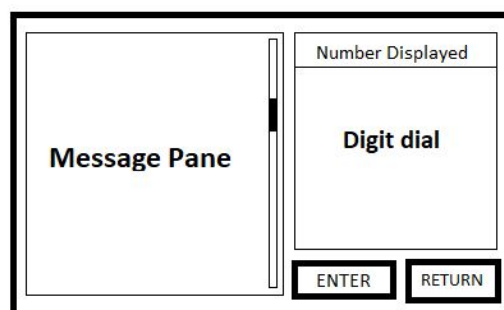 Message Pane
Number Displayed
Digit dial
ENTER
RETURN